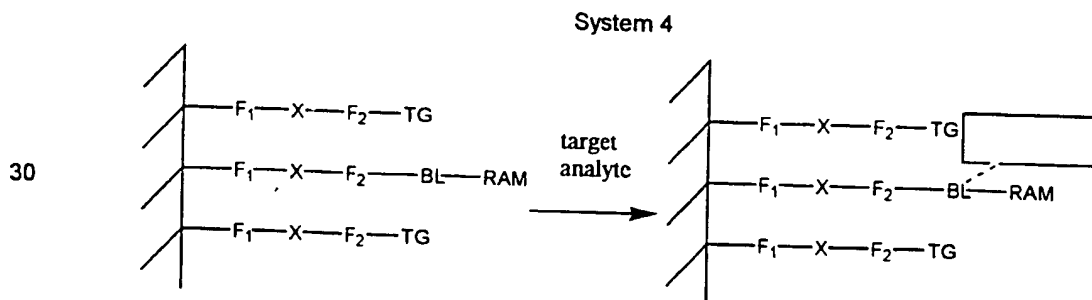 System 4
F₁—X—F₂—TG
30
F₁—X—F₂—BL—RAM
F₁—X—F₂—TG
target
analyte
F₁—X—F₂—TG
F₁—X—F₂—BL—RAM
F₁—X—F₂—TG